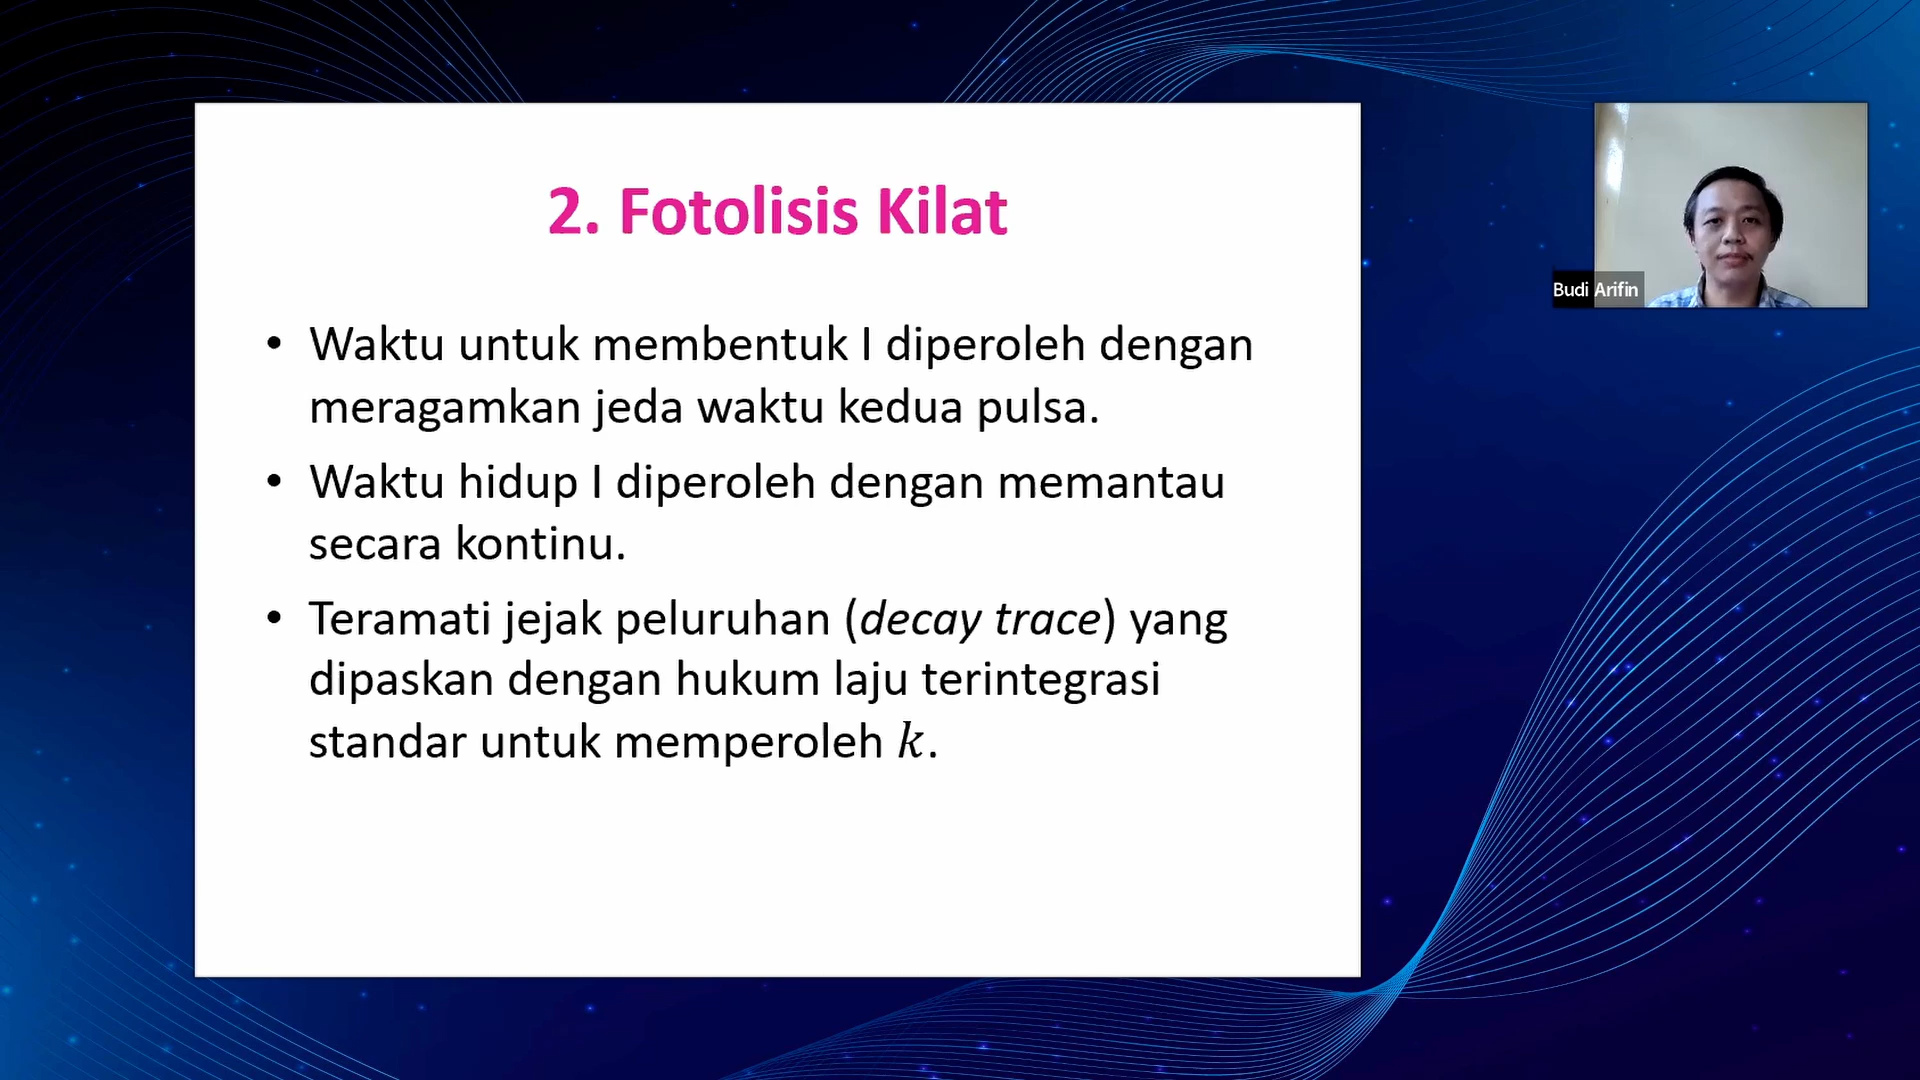 2. Fotolisis Kilat
• Waktu untuk membentuk I diperoleh dengan
meragamkan jeda waktu kedua pulsa.
• Waktu hidup I diperoleh dengan memantau
secara kontinu.
• Teramati jejak peluruhan (decay trace) yang
dipaskan dengan hukum laju terintegrasi
standar untuk memperoleh k.
Budi Arifin